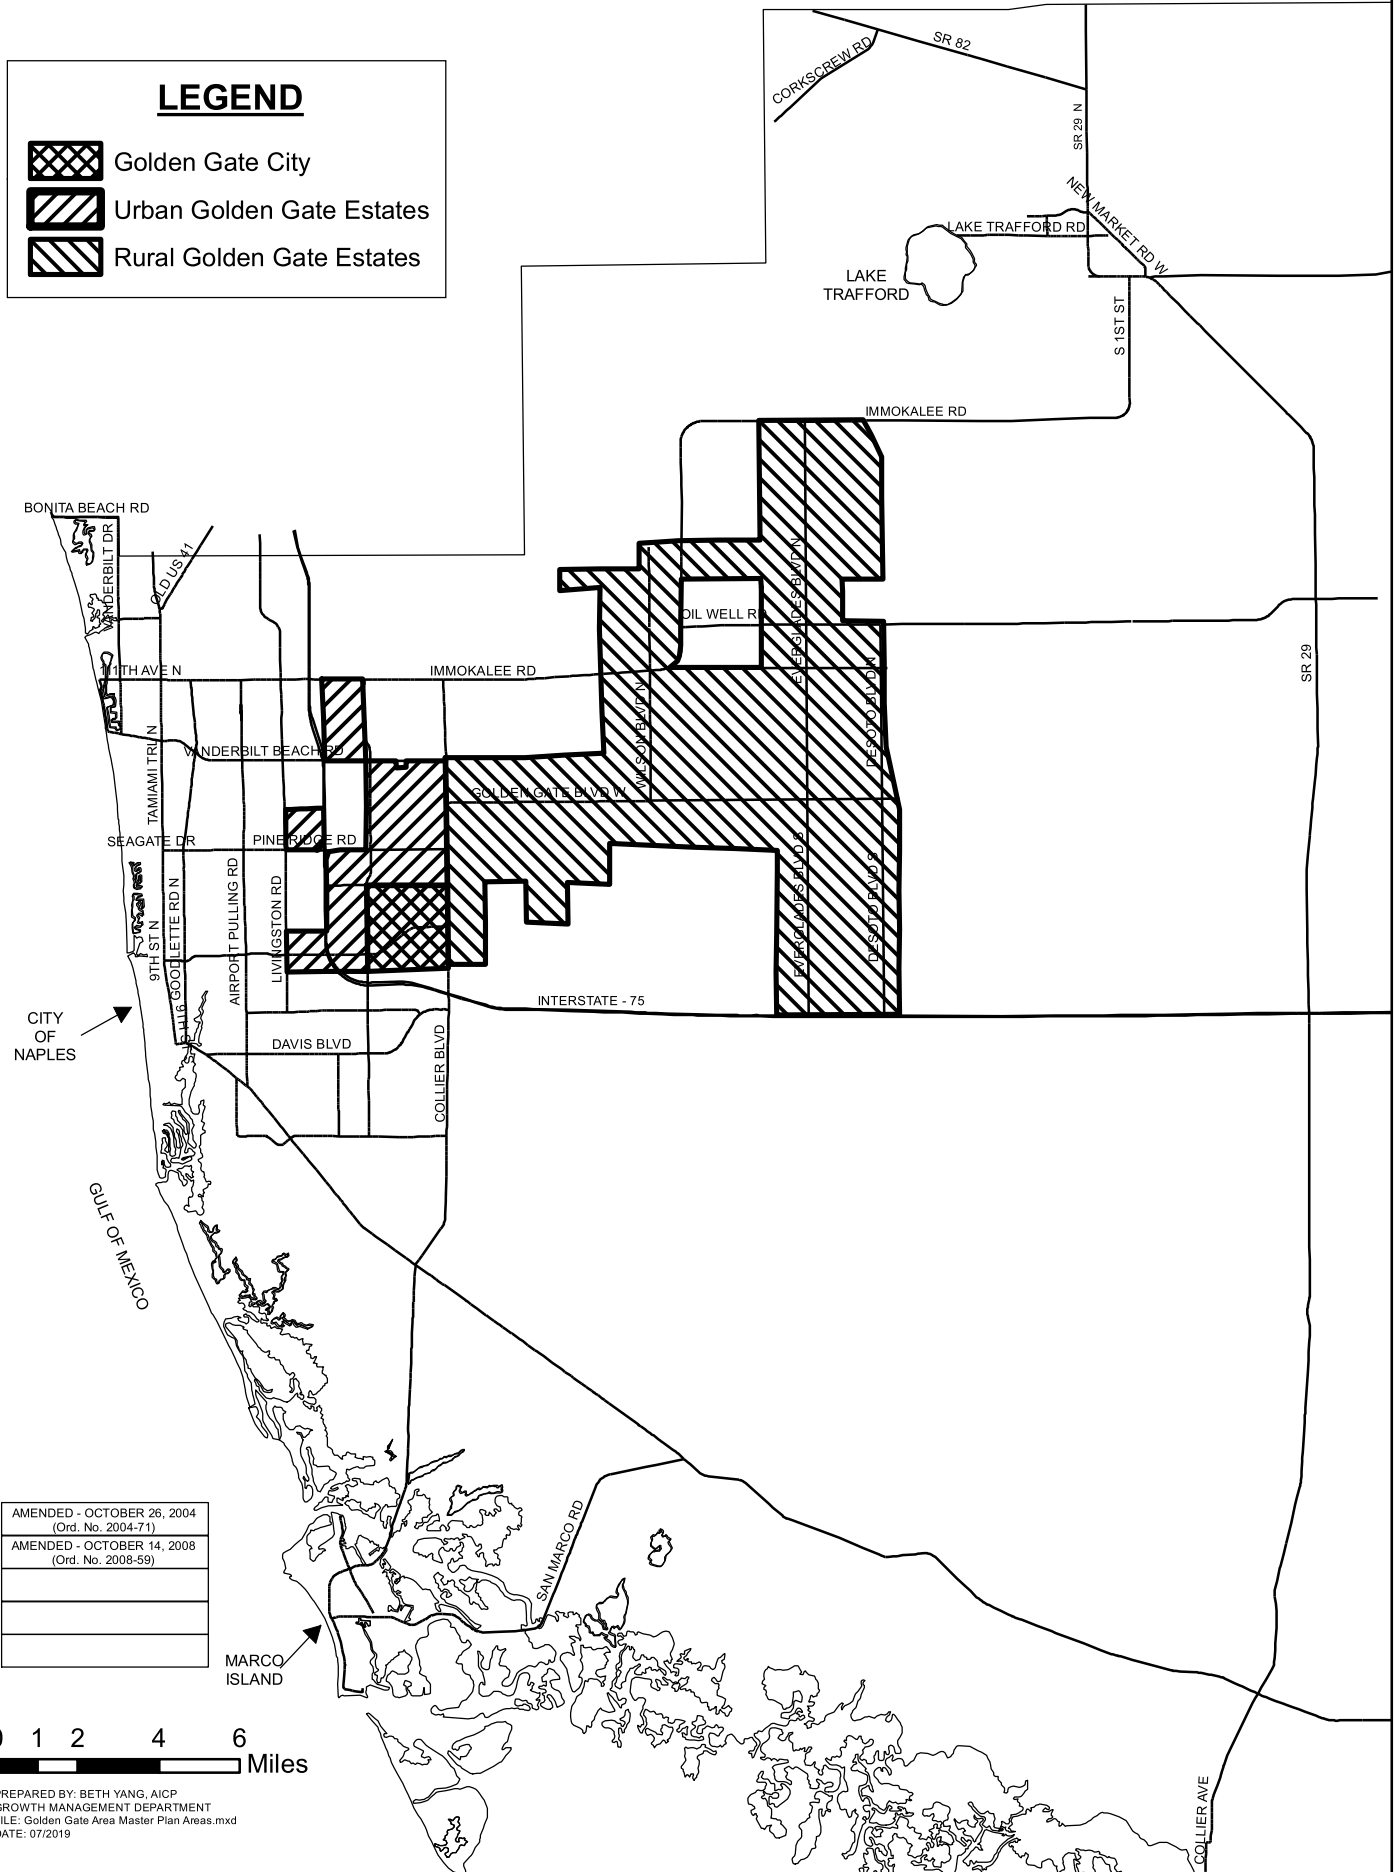 LEGEND
Golden Gate City
Urban Golden Gate Estates
Rural Golden Gate Estates
SR 82
CORKSCREW RD
SR 29 N
NEW MARKET RD W
LAKE TRAFFORD RD
LAKE
TRAFFORD
S 1ST ST
IMMOKALEE RD
BONITA BEACH RD
VANDERBILT DR
OLD US 41
EVERGLADES BLVD N
OIL WELL RD
SR 29
111TH AVE N
IMMOKALEE RD
WILSON BLVD N
DESOTO BLVD N
TAMIAMI TRL N
VANDERBILT BEACH RD
GOLDEN GATE BLVD W
SEAGATE DR
PINE RIDGE RD
AIRPORT PULLING RD
LIVINGSTON RD
GOODLETTE RD N
9TH ST N
EVERGLADES BLVD S
DESOTO BLVD S
INTERSTATE - 75
CITY
OF
NAPLES
DAVIS BLVD
COLLIER BLVD
GULF OF MEXICO
AMENDED - OCTOBER 26, 2004
(Ord. No. 2004-71)
AMENDED - OCTOBER 14, 2008
(Ord. No. 2008-59)
SAN MARCO RD
MARCO
ISLAND
0 1 2 4 6
Miles
PREPARED BY: BETH YANG, AICP
GROWTH MANAGEMENT DEPARTMENT
FILE: Golden Gate Area Master Plan Areas.mxd
DATE: 07/2019
COLLIER AVE